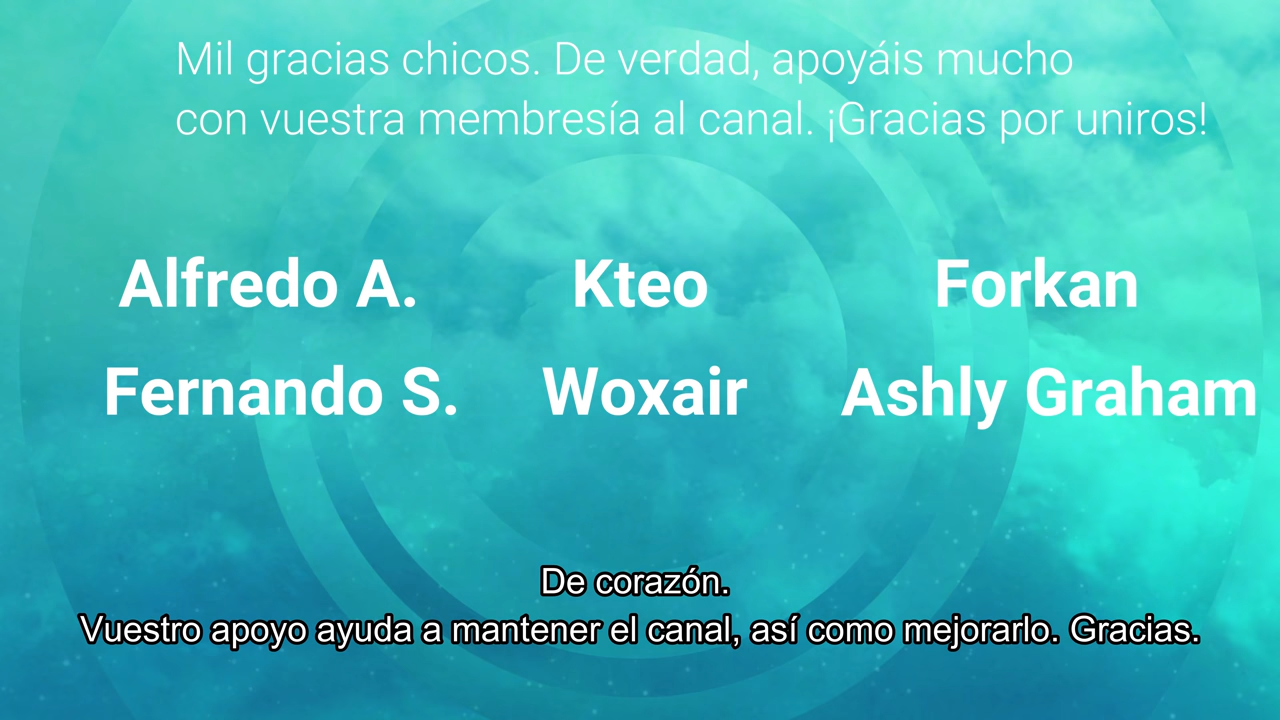 Mil gracias chicos. De verdad, apoyáis mucho
con vuestra membresía al canal. ¡Gracias por uniros!
Alfredo A. Kteo Forkan
Fernando S. Woxair Ashly Graham
De corazón.
Vuestro apoyo ayuda a mantener el canal, así como mejorarlo. Gracias.